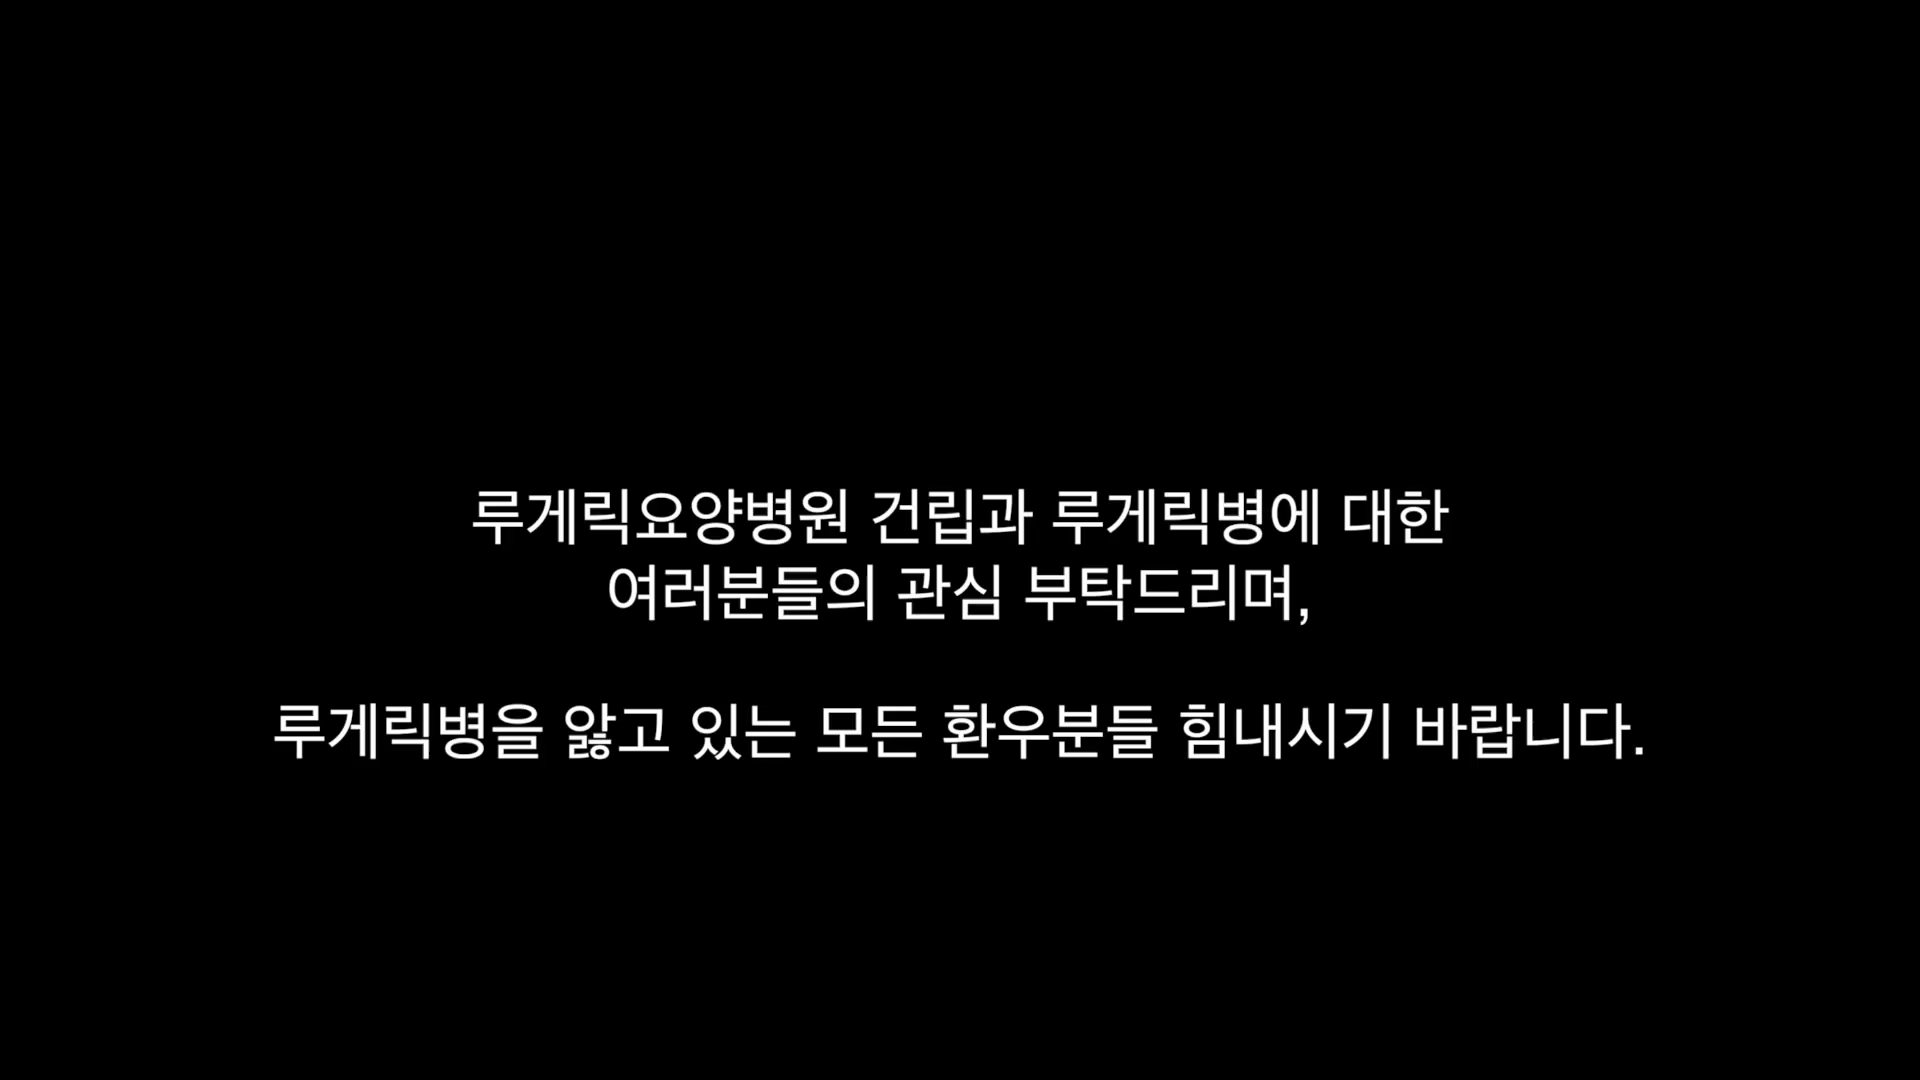 루게릭요양병원 건립과 루게릭병에 대한
여러분들의 관심 부탁드리며,
루게릭병을 앓고 있는 모든 환우분들 힘내시기 바랍니다.